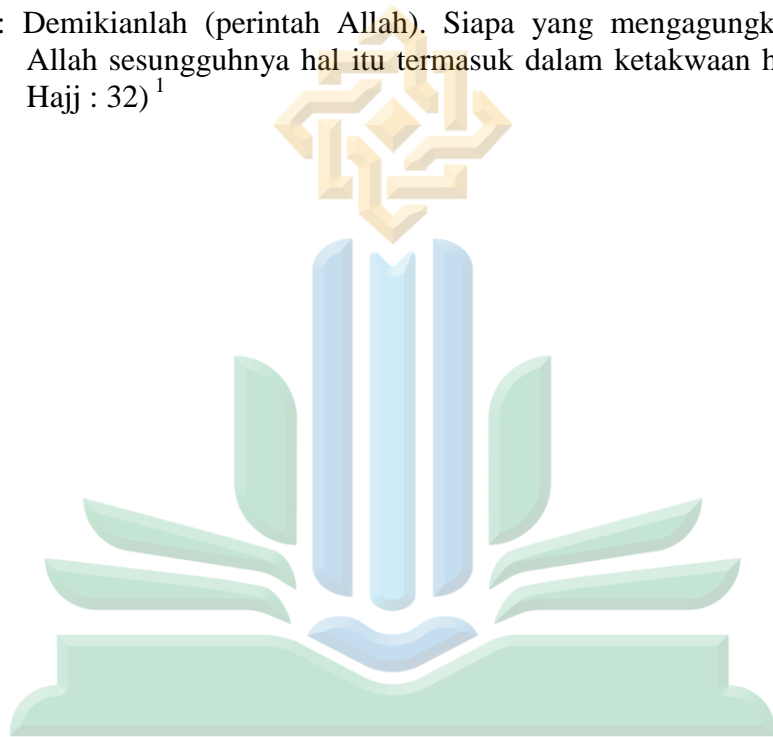 : Demikianlah (perintah Allah). Siapa yang mengagungk
Allah sesungguhnya hal itu termasuk dalam ketakwaan h
Hajj : 32) 1